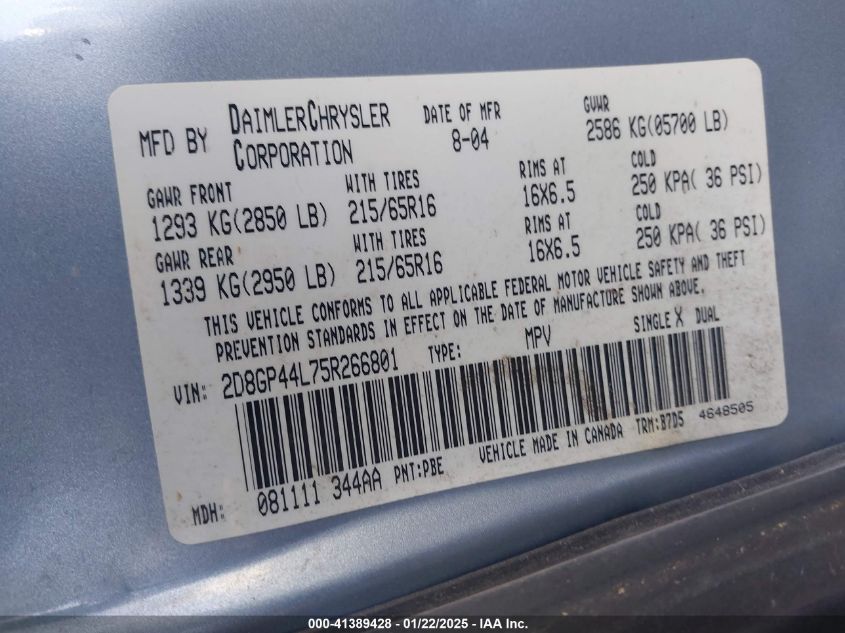 MFD BY DAIMLERCHRYSLER CORPORATION DATE OF MFR 8-04 GVWR 2586 KG(05700 LB)
GAWR FRONT WITH TIRES RIMS AT COLD
1293 KG(2850 LB) 215/65R16 16X6.5 250 KPA( 36 PSI)
GAWR REAR WITH TIRES RIMS AT COLD
1339 KG(2950 LB) 215/65R16 16X6.5 250 KPA( 36 PSI)
THIS VEHICLE CONFORMS TO ALL APPLICABLE FEDERAL MOTOR VEHICLE SAFETY AND THEFT
PREVENTION STANDARDS IN EFFECT ON THE DATE OF MANUFACTURE SHOWN ABOVE.
VIN: 2D8GP44L75R266801 TYPE: MPV SINGLE X DUAL
MDH: 081111 344AA PNT:PBE VEHICLE MADE IN CANADA TRM:B7D5 4648505
000-41389428 - 01/22/2025 - IAA Inc.